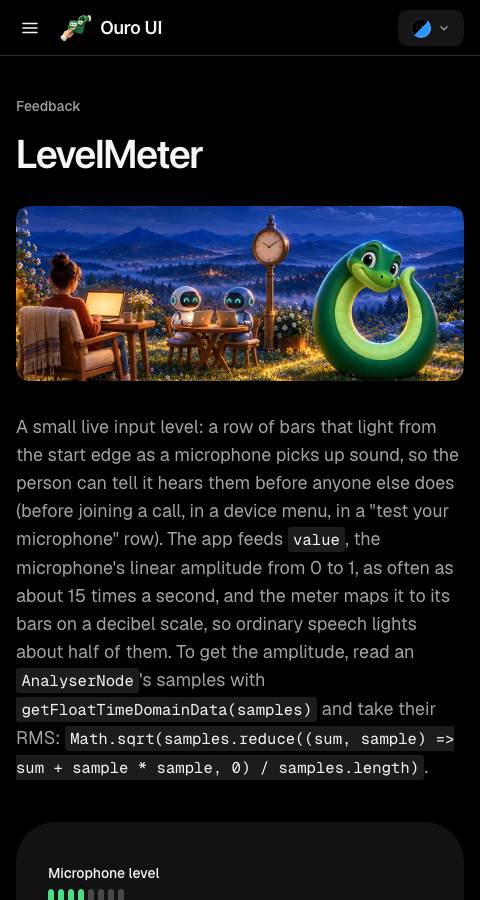 Ouro UI
Feedback
LevelMeter
A small live input level: a row of bars that light from
the start edge as a microphone picks up sound, so the
person can tell it hears them before anyone else does
(before joining a call, in a device menu, in a "test your
microphone" row). The app feeds value, the
microphone's linear amplitude from 0 to 1, as often as
about 15 times a second, and the meter maps it to its
bars on a decibel scale, so ordinary speech lights
about half of them. To get the amplitude, read an
AnalyserNode's samples with
getFloatTimeDomainData(samples) and take their
RMS: Math.sqrt(samples.reduce((sum, sample) =>
sum + sample * sample, 0) / samples.length).
Microphone level